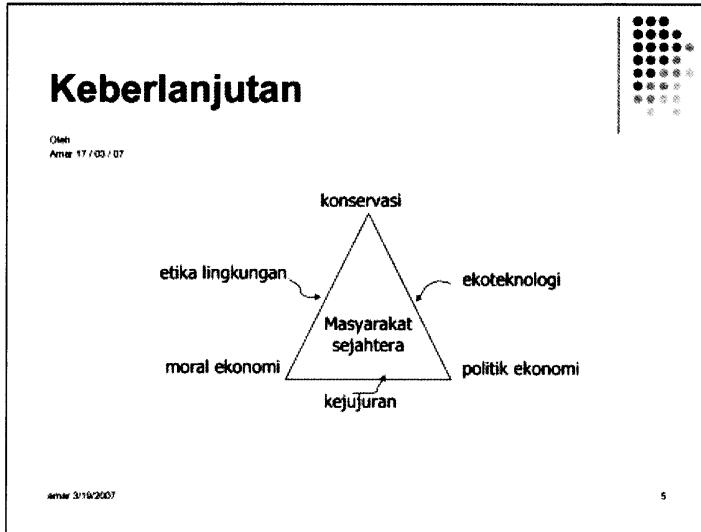 Keberlanjutan
Oleh
Amar 17 / 03 / 07
konservasi
etika lingkungan
ekoteknologi
Masyarakat
sejahtera
moral ekonomi
politik ekonomi
kejujuran
amar 3/19/2007
5